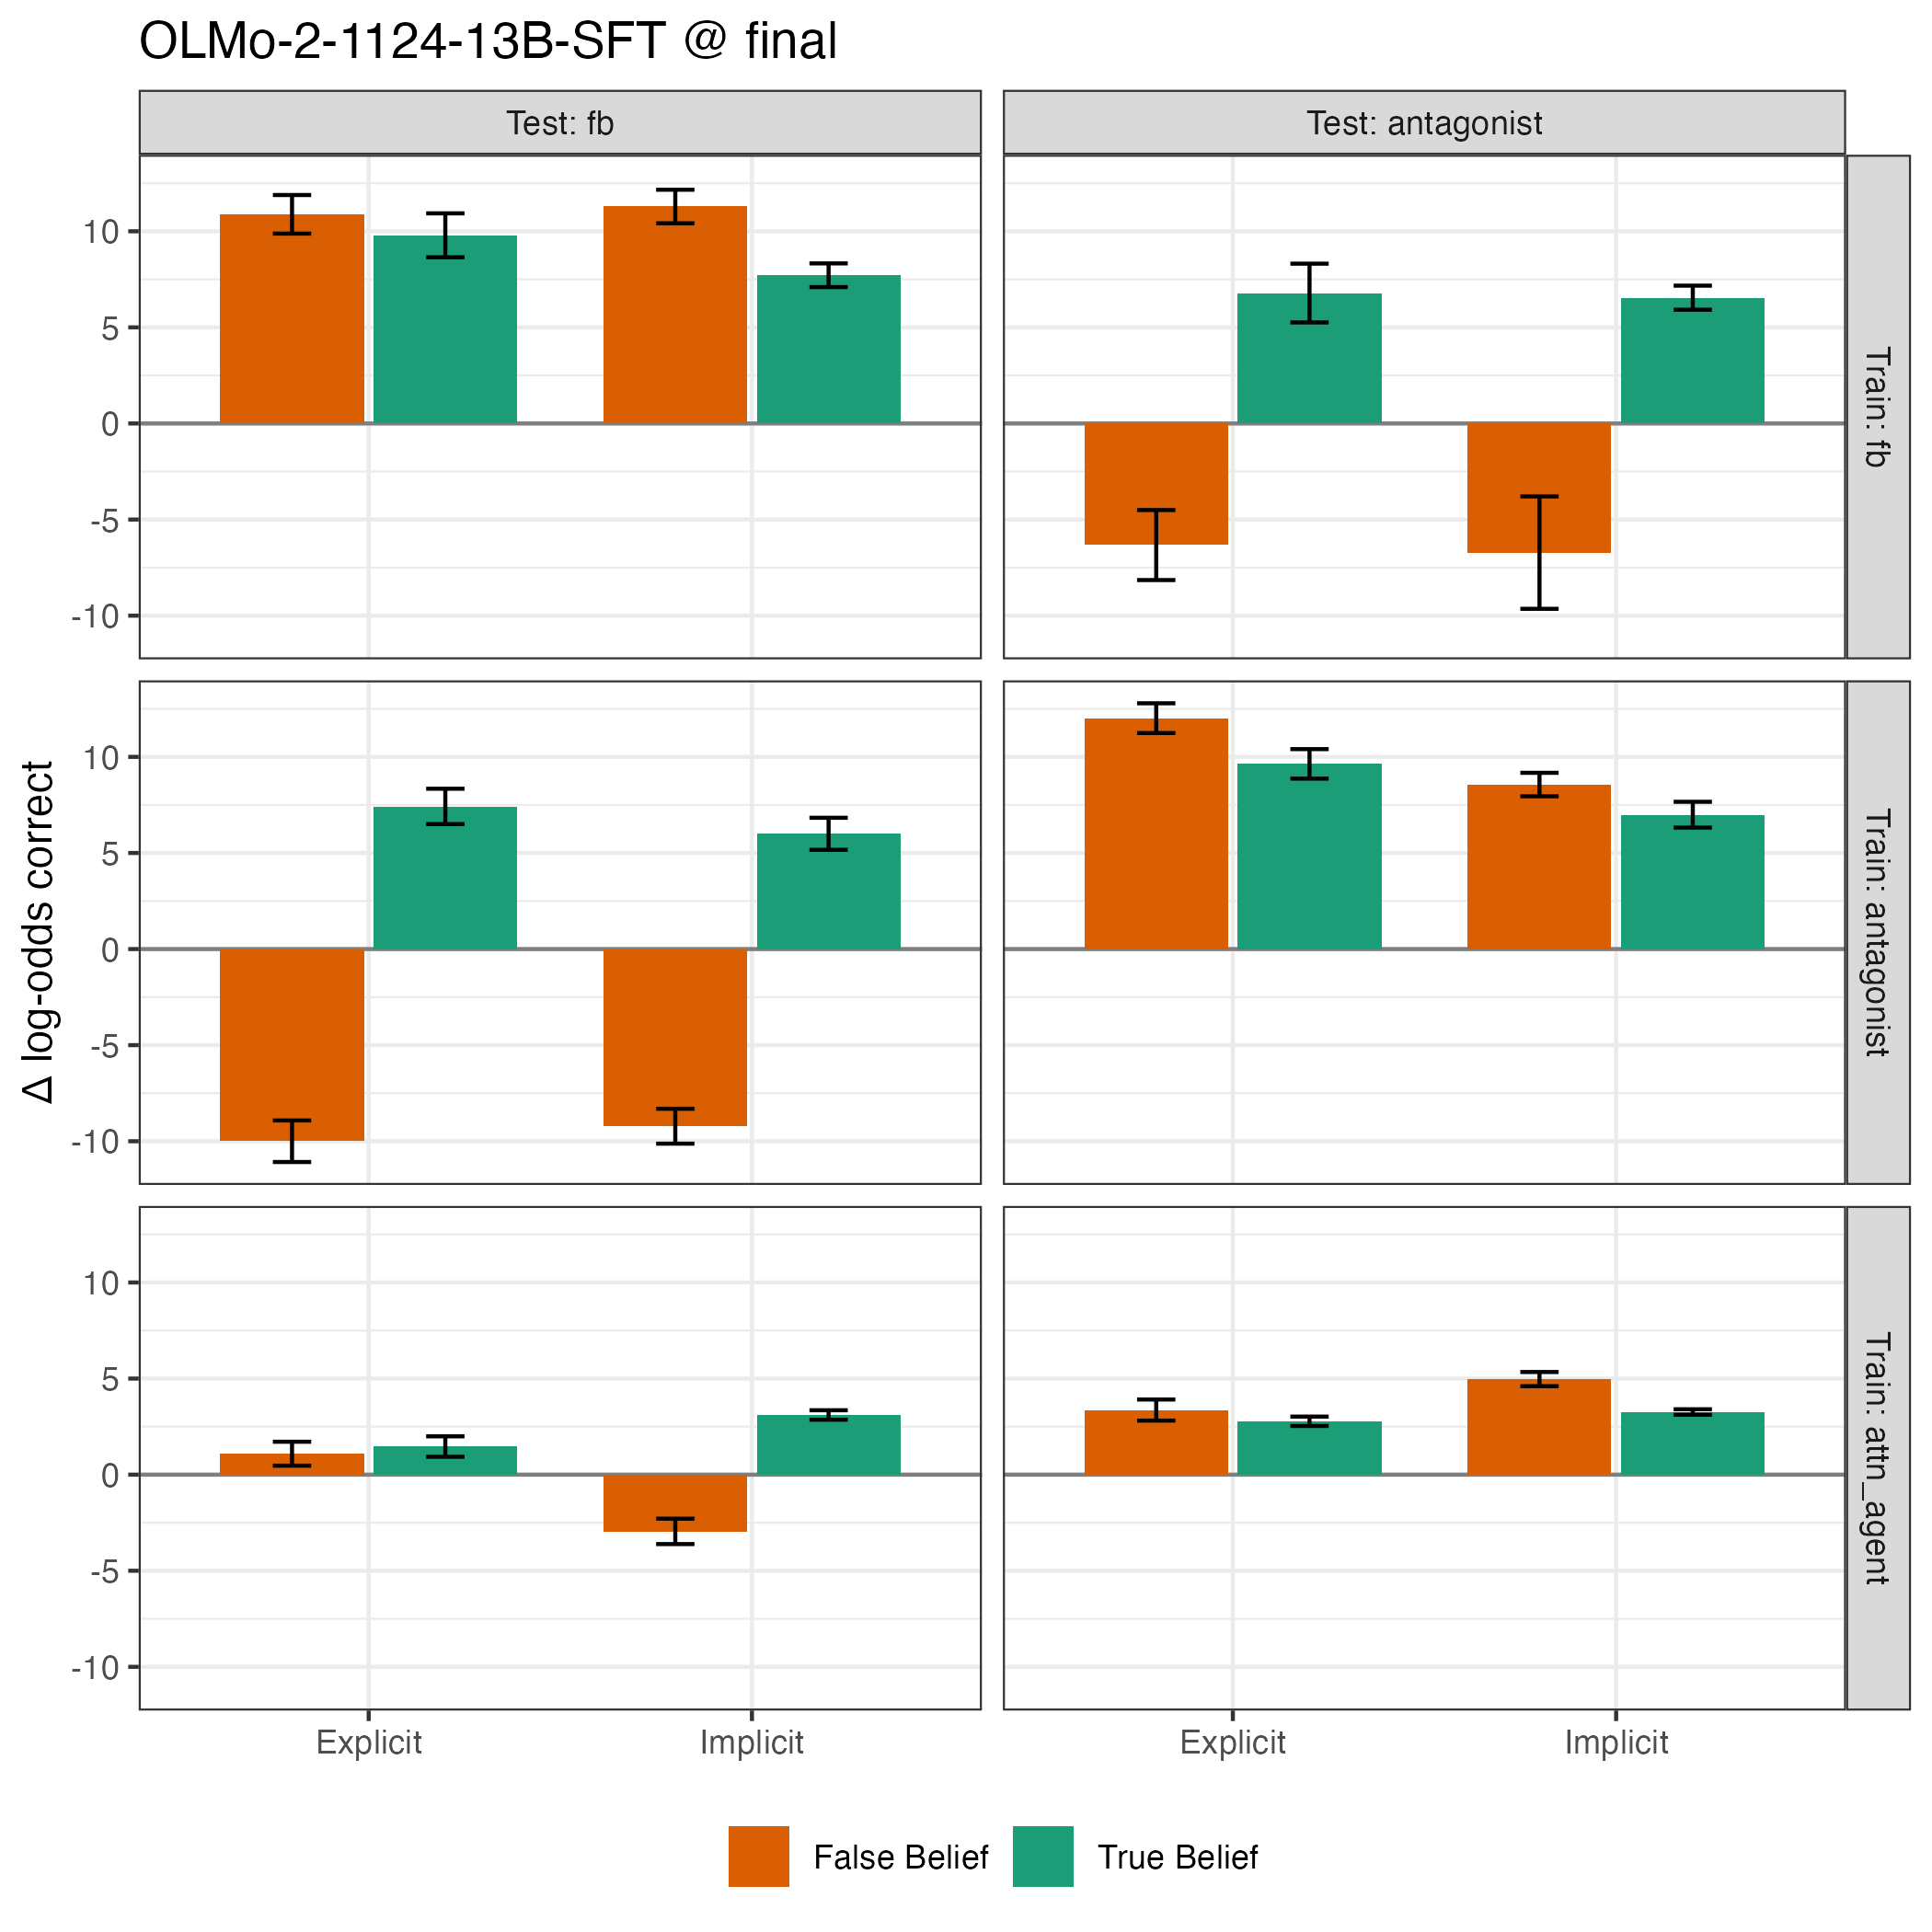 OLMo-2-1124-13B-SFT @ final
Test: fb
Test: antagonist
10
5
0
-5
-10
Train: fb
Δ log-odds correct
10
5
0
-5
-10
Train: antagonist
10
5
0
-5
-10
Train: attn_agent
Explicit
Implicit
Explicit
Implicit
False Belief
True Belief